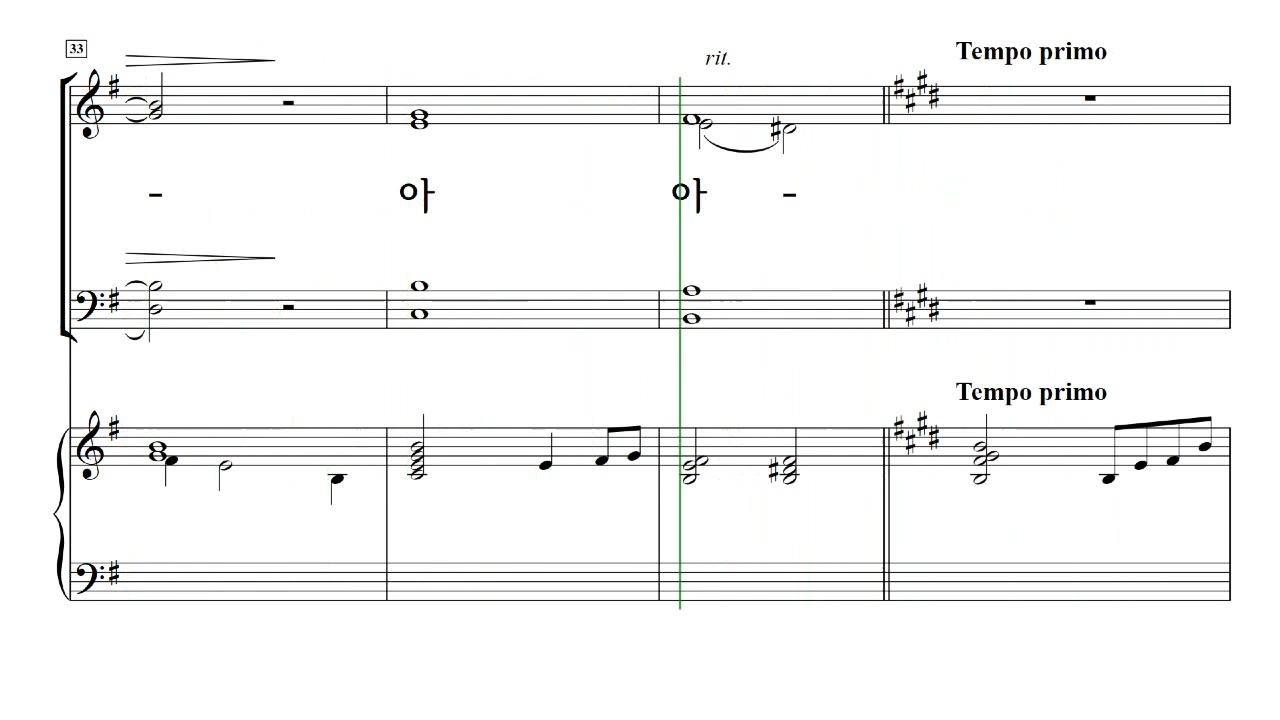 33
rit.
Tempo primo
- 아 아 -
Tempo primo